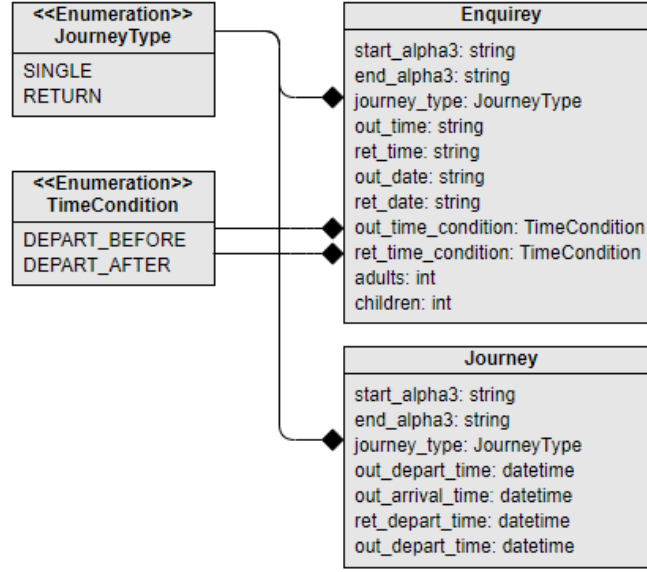 <<Enumeration>>
JourneyType
SINGLE
RETURN
<<Enumeration>>
TimeCondition
DEPART_BEFORE
DEPART_AFTER
Enquirey
start_alpha3: string
end_alpha3: string
journey_type: JourneyType
out_time: string
ret_time: string
out_date: string
ret_date: string
out_time_condition: TimeCondition
ret_time_condition: TimeCondition
adults: int
children: int
Journey
start_alpha3: string
end_alpha3: string
journey_type: JourneyType
out_depart_time: datetime
out_arrival_time: datetime
ret_depart_time: datetime
out_depart_time: datetime